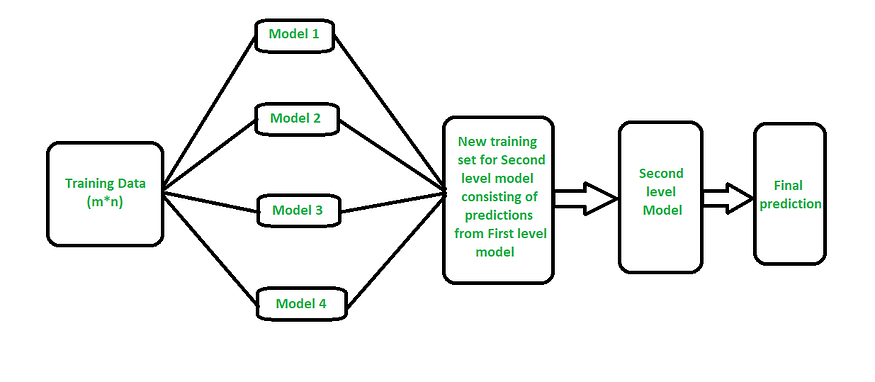 Training Data
(m*n)
Model 1
Model 2
Model 3
Model 4
New training
set for Second
level model
consisting of
predictions
from First level
model
Second
level
Model
Final
prediction